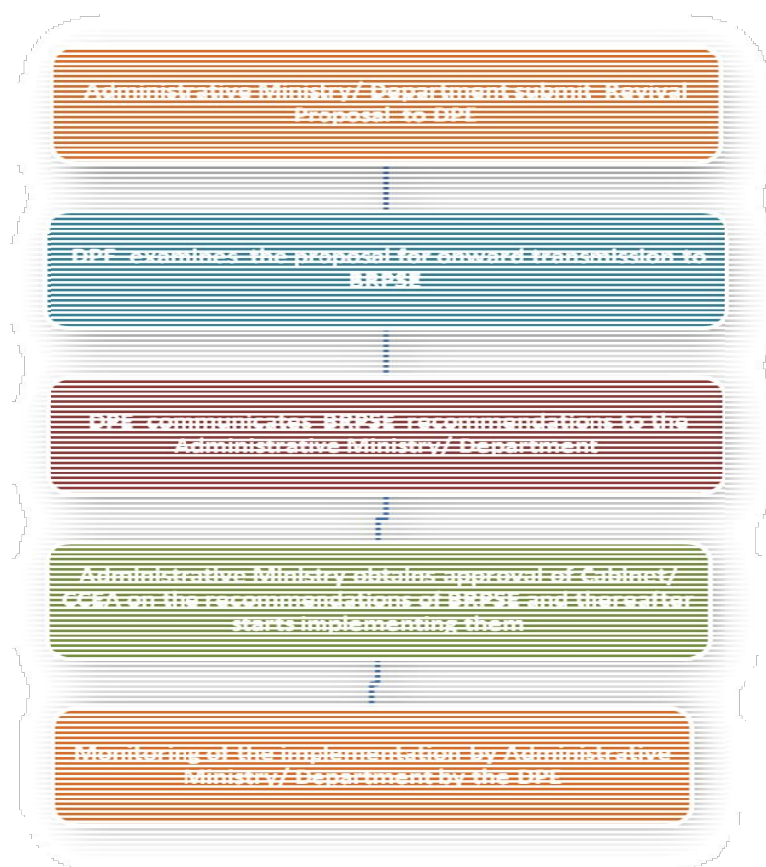 Administrative Ministry/ Department submit Revival
Proposal to DPE
DPE examines the proposal for onward transmission to
BRPSE
DPE communicates BRPSE recommendations to the
Administrative Ministry/ Department
Administrative Ministry obtains approval of Cabinet/
CCEA on the recommendations of BRPSE and thereafter
starts implementing them
Monitoring of the implementation by Administrative
Ministry/ Department by the DPE